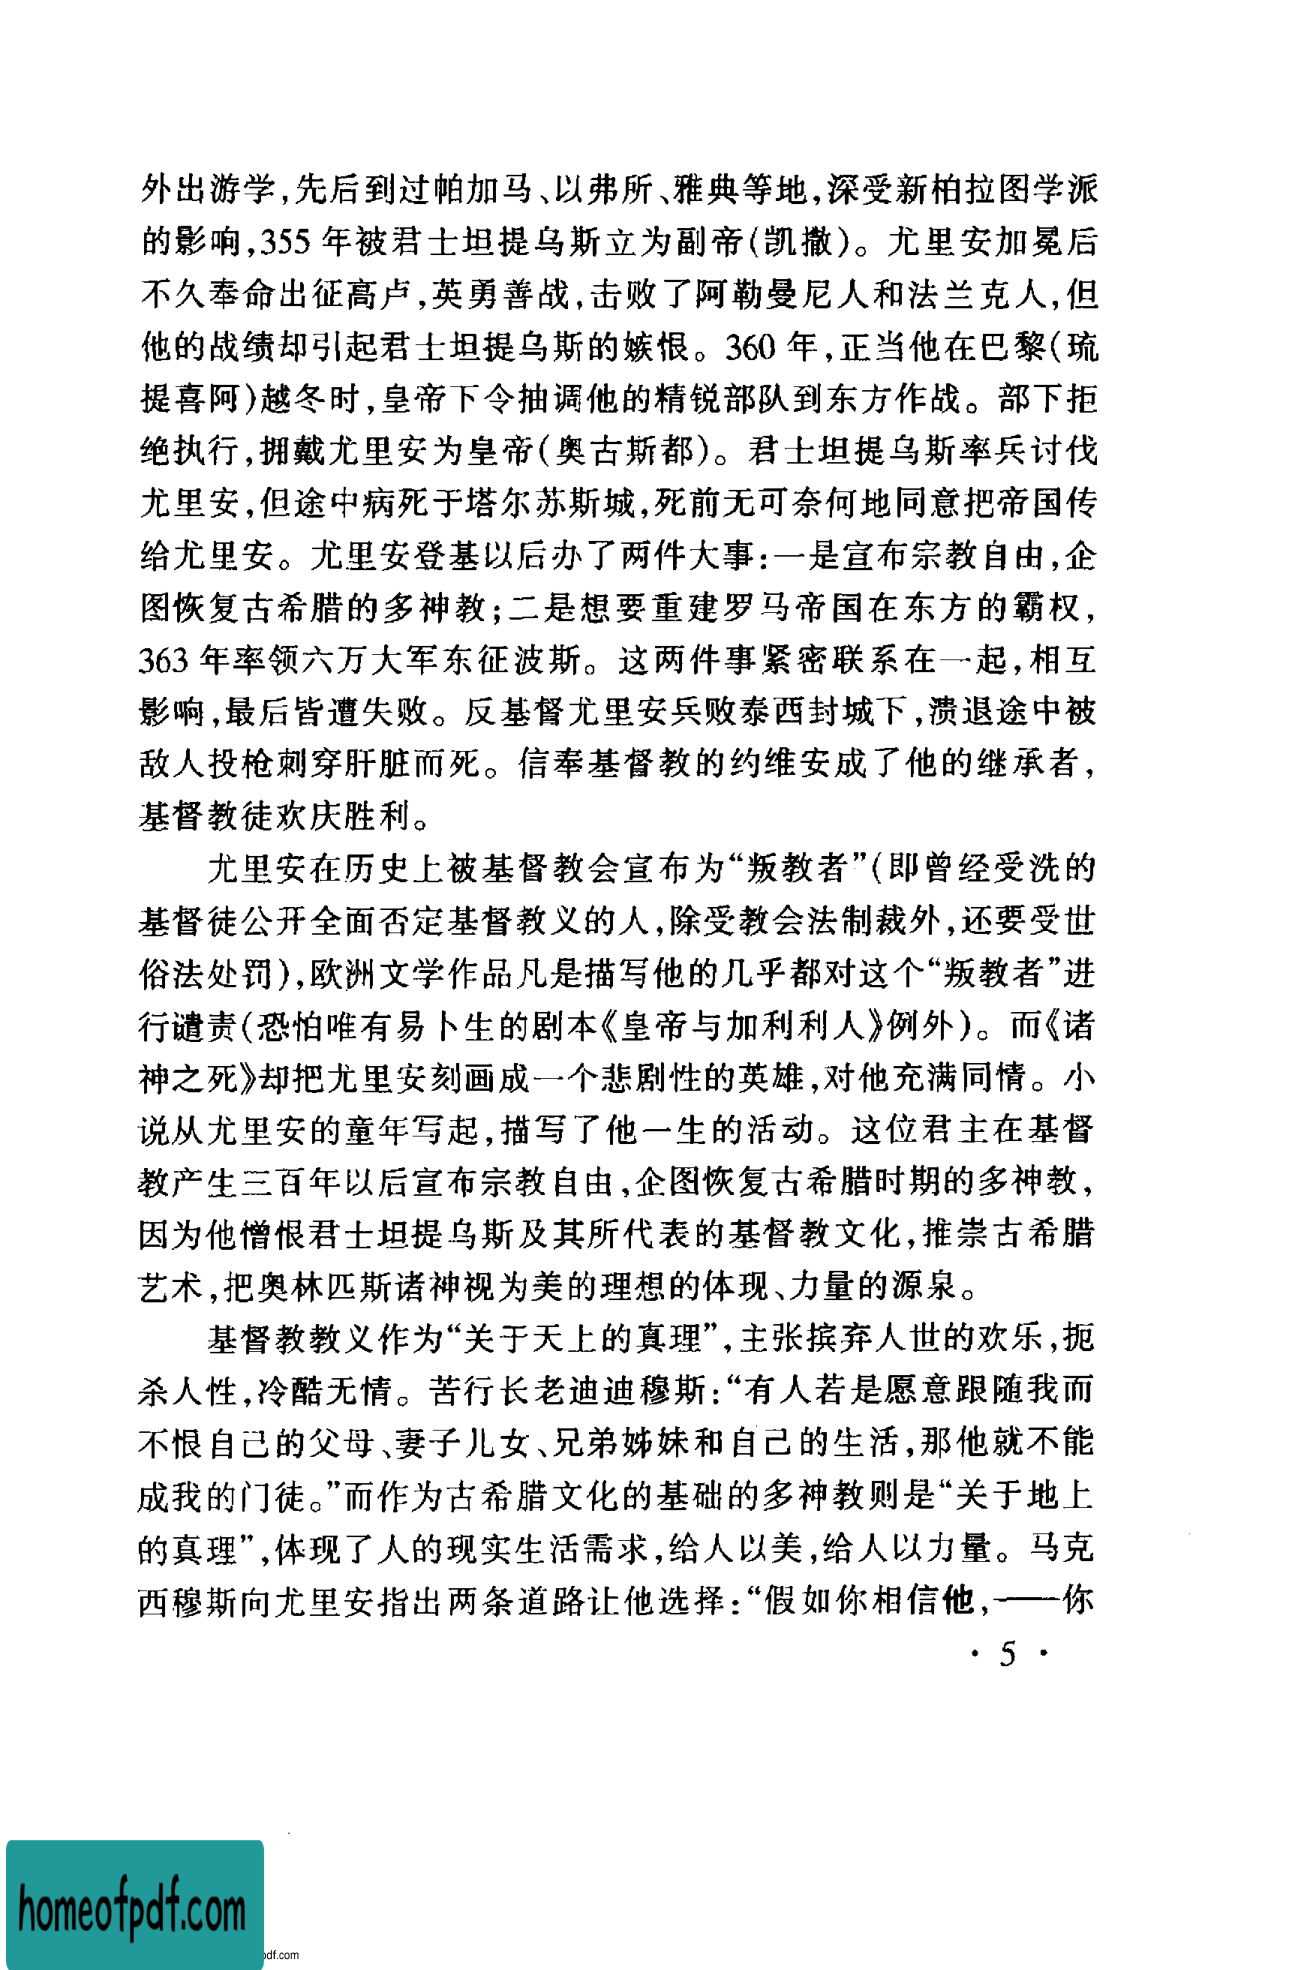 外出游学,先后到过帕加马、以弗所、雅典等地,深受新柏拉图学派
的影响,355年被君士坦提乌斯立为副帝(凯撒)。尤里安加冕后
不久奉命出征高卢,英勇善战,击败了阿勒曼尼人和法兰克人,但
他的战绩却引起君士坦提乌斯的嫉恨。360年,正当他在巴黎(琉
提喜阿)越冬时,皇帝下令抽调他的精锐部队到东方作战。部下拒
绝执行,拥戴尤里安为皇帝(奥古斯都)。君士坦提乌斯率兵讨伐
尤里安,但途中病死于塔尔苏斯城,死前无可奈何地同意把帝国传
给尤里安。尤里安登基以后办了两件大事:一是宣布宗教自由,企
图恢复古希腊的多神教;二是想要重建罗马帝国在东方的霸权,
363年率领六万大军东征波斯。这两件事紧密联系在一起,相互
影响,最后皆遭失败。反基督尤里安兵败泰西封城下,溃退途中被
敌人投枪刺穿肝脏而死。信奉基督教的约维安成了他的继承者,
基督教徒欢庆胜利。
尤里安在历史上被基督教会宣布为“叛教者”(即曾经受洗的
基督徒公开全面否定基督教义的人,除受教会法制裁外,还要受世
俗法处罚),欧洲文学作品凡是描写他的几乎都对这个“叛教者”进
行谴责(恐怕唯有易卜生的剧本《皇帝与加利利人》例外)。而《诸
神之死》却把尤里安刻画成一个悲剧性的英雄,对他充满同情。小
说从尤里安的童年写起,描写了他一生的活动。这位君主在基督
教产生三百年以后宣布宗教自由,企图恢复古希腊时期的多神教,
因为他憎恨君士坦提乌斯及其所代表的基督教文化,推崇古希腊
艺术,把奥林匹斯诸神视为美的理想的体现、力量的源泉。
基督教教义作为“关于天上的真理”,主张摈弃人世的欢乐,扼
杀人性,冷酷无情。苦行长老迪迪穆斯:“有人若是愿意跟随我而
不恨自己的父母、妻子儿女、兄弟姊妹和自己的生活,那他就不能
成我的门徒。”而作为古希腊文化的基础的多神教则是“关于地上
的真理”,体现了人的现实生活需求,给人以美,给人以力量。马克
西穆斯向尤里安指出两条道路让他选择:“假如你相信他,——你
· 5 ·
homeofpdf.com
pdf.com